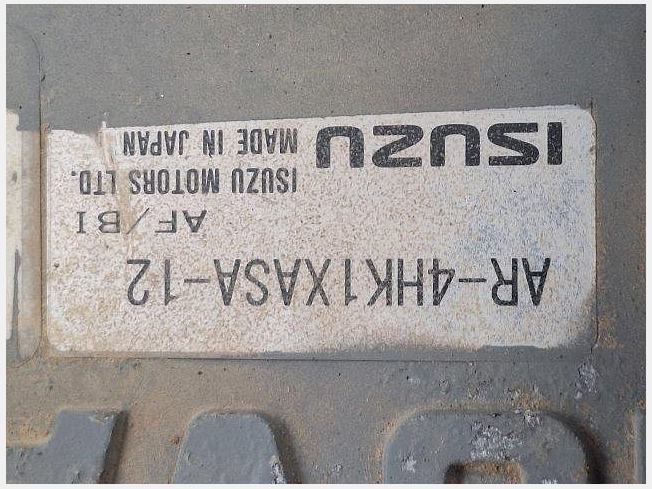 AR-4HK1XASA-12
AF/BI
ISUZU MOTORS LTD.
ISUZU MADE IN JAPAN